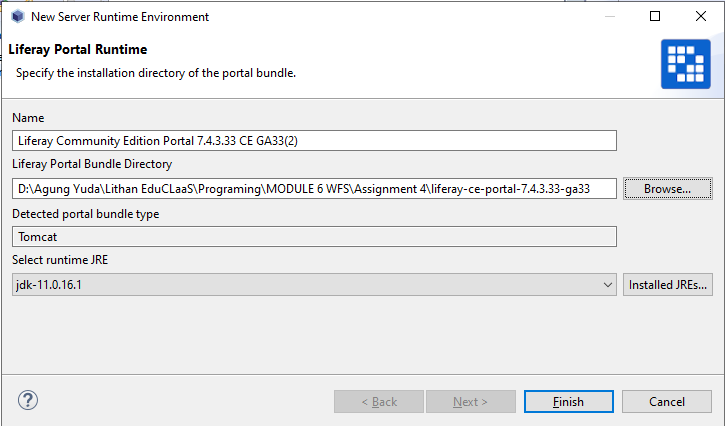 New Server Runtime Environment
Liferay Portal Runtime
Specify the installation directory of the portal bundle.
Name
Liferay Community Edition Portal 7.4.3.33 CE GA33(2)
Liferay Portal Bundle Directory
D:\Agung Yuda\Lithan EduCLaaS\Programing\MODULE 6 WFS\Assignment 4\liferay-ce-portal-7.4.3.33-ga33
Browse...
Detected portal bundle type
Tomcat
Select runtime JRE
jdk-11.0.16.1
Installed JREs...
< Back
Next >
Finish
Cancel